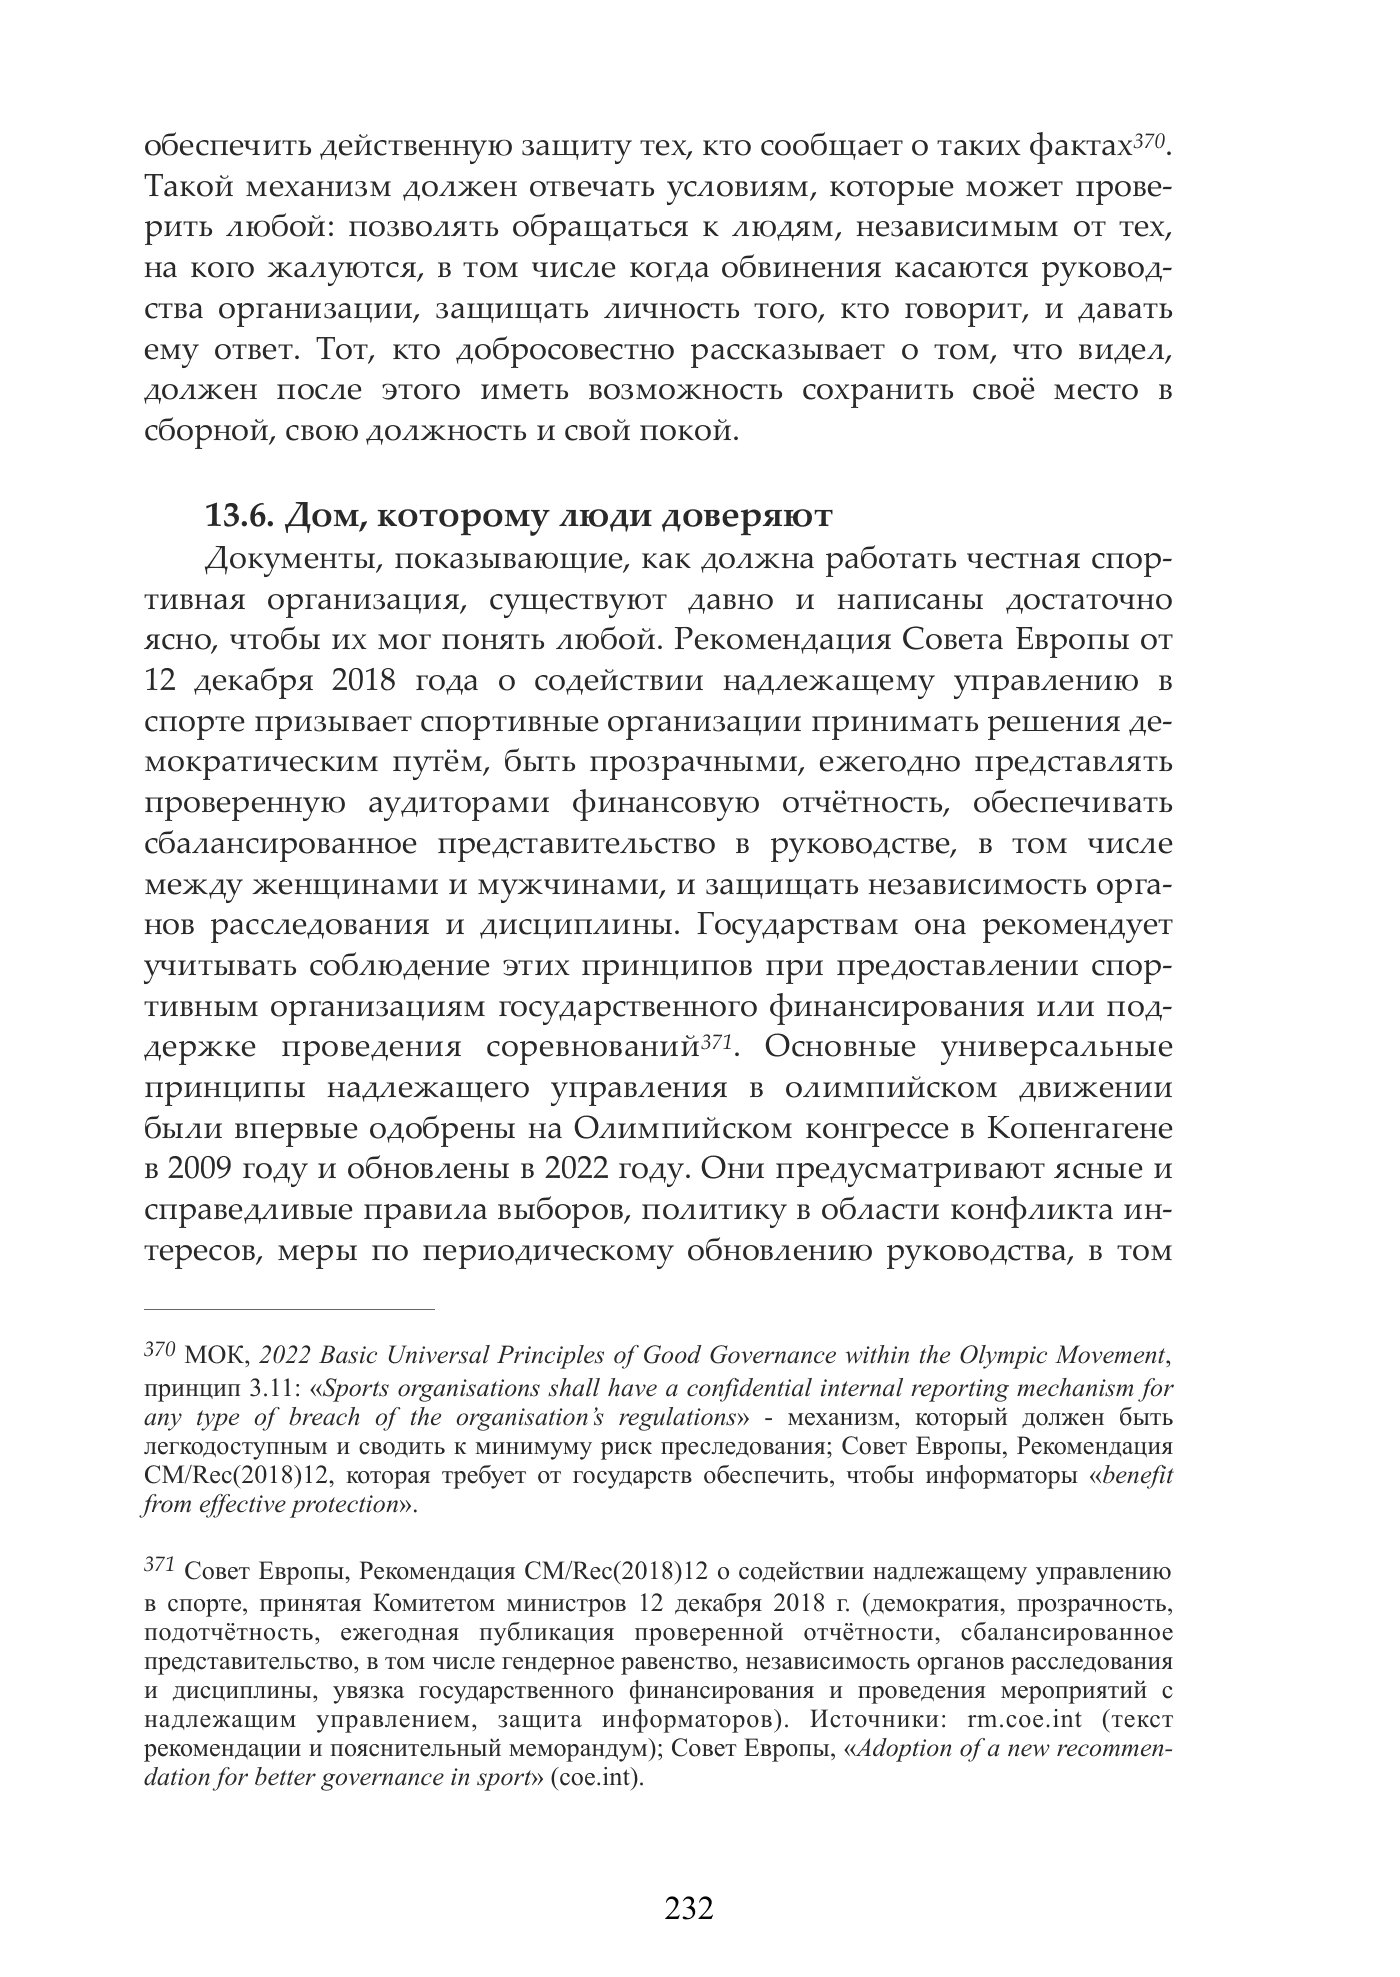 обеспечить действенную защиту тех, кто сообщает о таких фактах370.
Такой механизм должен отвечать условиям, которые может прове-
рить любой: позволять обращаться к людям, независимым от тех,
на кого жалуются, в том числе когда обвинения касаются руковод-
ства организации, защищать личность того, кто говорит, и давать
ему ответ. Тот, кто добросовестно рассказывает о том, что видел,
должен после этого иметь возможность сохранить своё место в
сборной, свою должность и свой покой.
13.6. Дом, которому люди доверяют
Документы, показывающие, как должна работать честная спор-
тивная организация, существуют давно и написаны достаточно
ясно, чтобы их мог понять любой. Рекомендация Совета Европы от
12 декабря 2018 года о содействии надлежащему управлению в
спорте призывает спортивные организации принимать решения де-
мократическим путём, быть прозрачными, ежегодно представлять
проверенную аудиторами финансовую отчётность, обеспечивать
сбалансированное представительство в руководстве, в том числе
между женщинами и мужчинами, и защищать независимость орга-
нов расследования и дисциплины. Государствам она рекомендует
учитывать соблюдение этих принципов при предоставлении спор-
тивным организациям государственного финансирования или под-
держке проведения соревнований371. Основные универсальные
принципы надлежащего управления в олимпийском движении
были впервые одобрены на Олимпийском конгрессе в Копенгагене
в 2009 году и обновлены в 2022 году. Они предусматривают ясные и
справедливые правила выборов, политику в области конфликта ин-
тересов, меры по периодическому обновлению руководства, в том
370 МОК, 2022 Basic Universal Principles of Good Governance within the Olympic Movement,
принцип 3.11: «Sports organisations shall have a confidential internal reporting mechanism for
any type of breach of the organisation’s regulations» - механизм, который должен быть
легкодоступным и сводить к минимуму риск преследования; Совет Европы, Рекомендация
CM/Rec(2018)12, которая требует от государств обеспечить, чтобы информаторы «benefit
from effective protection».
371 Совет Европы, Рекомендация CM/Rec(2018)12 о содействии надлежащему управлению
в спорте, принятая Комитетом министров 12 декабря 2018 г. (демократия, прозрачность,
подотчётность, ежегодная публикация проверенной отчётности, сбалансированное
представительство, в том числе гендерное равенство, независимость органов расследования
и дисциплины, увязка государственного финансирования и проведения мероприятий с
надлежащим управлением, защита информаторов). Источники: rm.coe.int (текст
рекомендации и пояснительный меморандум); Совет Европы, «Adoption of a new recommen-
dation for better governance in sport» (coe.int).
232